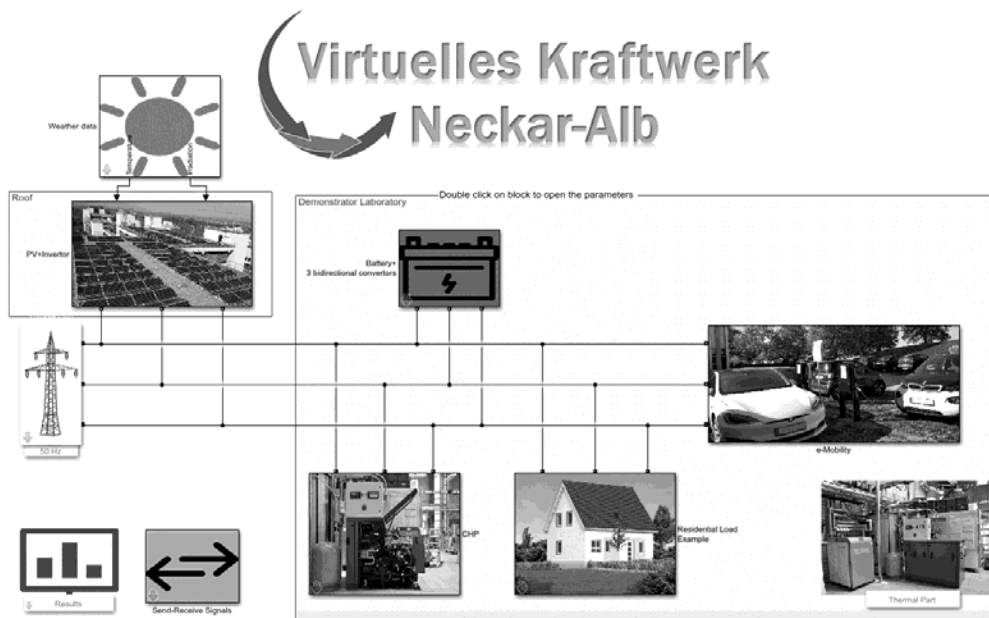 Virtuelles Kraftwerk
Neckar-Alb
Weather data
Temperature
Irradiation
Roof
PV+Invertor
Double click on block to open the parameters
Demonstrator Laboratory
Battery+
3 bidirectional convertors
50 Hz
e-Mobility
CHP
Residential Load
Example
Results
Send-Receive Signals
Thermal Part